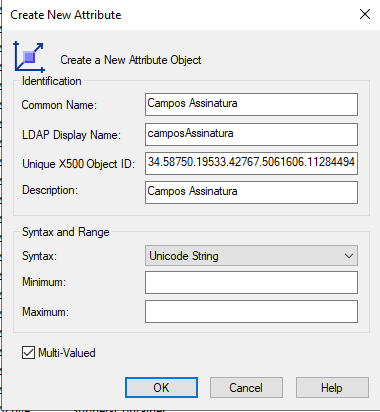 Create New Attribute
Create a New Attribute Object
Identification
Common Name: Campos Assinatura
LDAP Display Name: camposAssinatura
Unique X500 Object ID: 34.58750.19533.42767.5061606.11284494
Description: Campos Assinatura
Syntax and Range
Syntax: Unicode String
Minimum:
Maximum:
Multi-Valued
OK Cancel Help